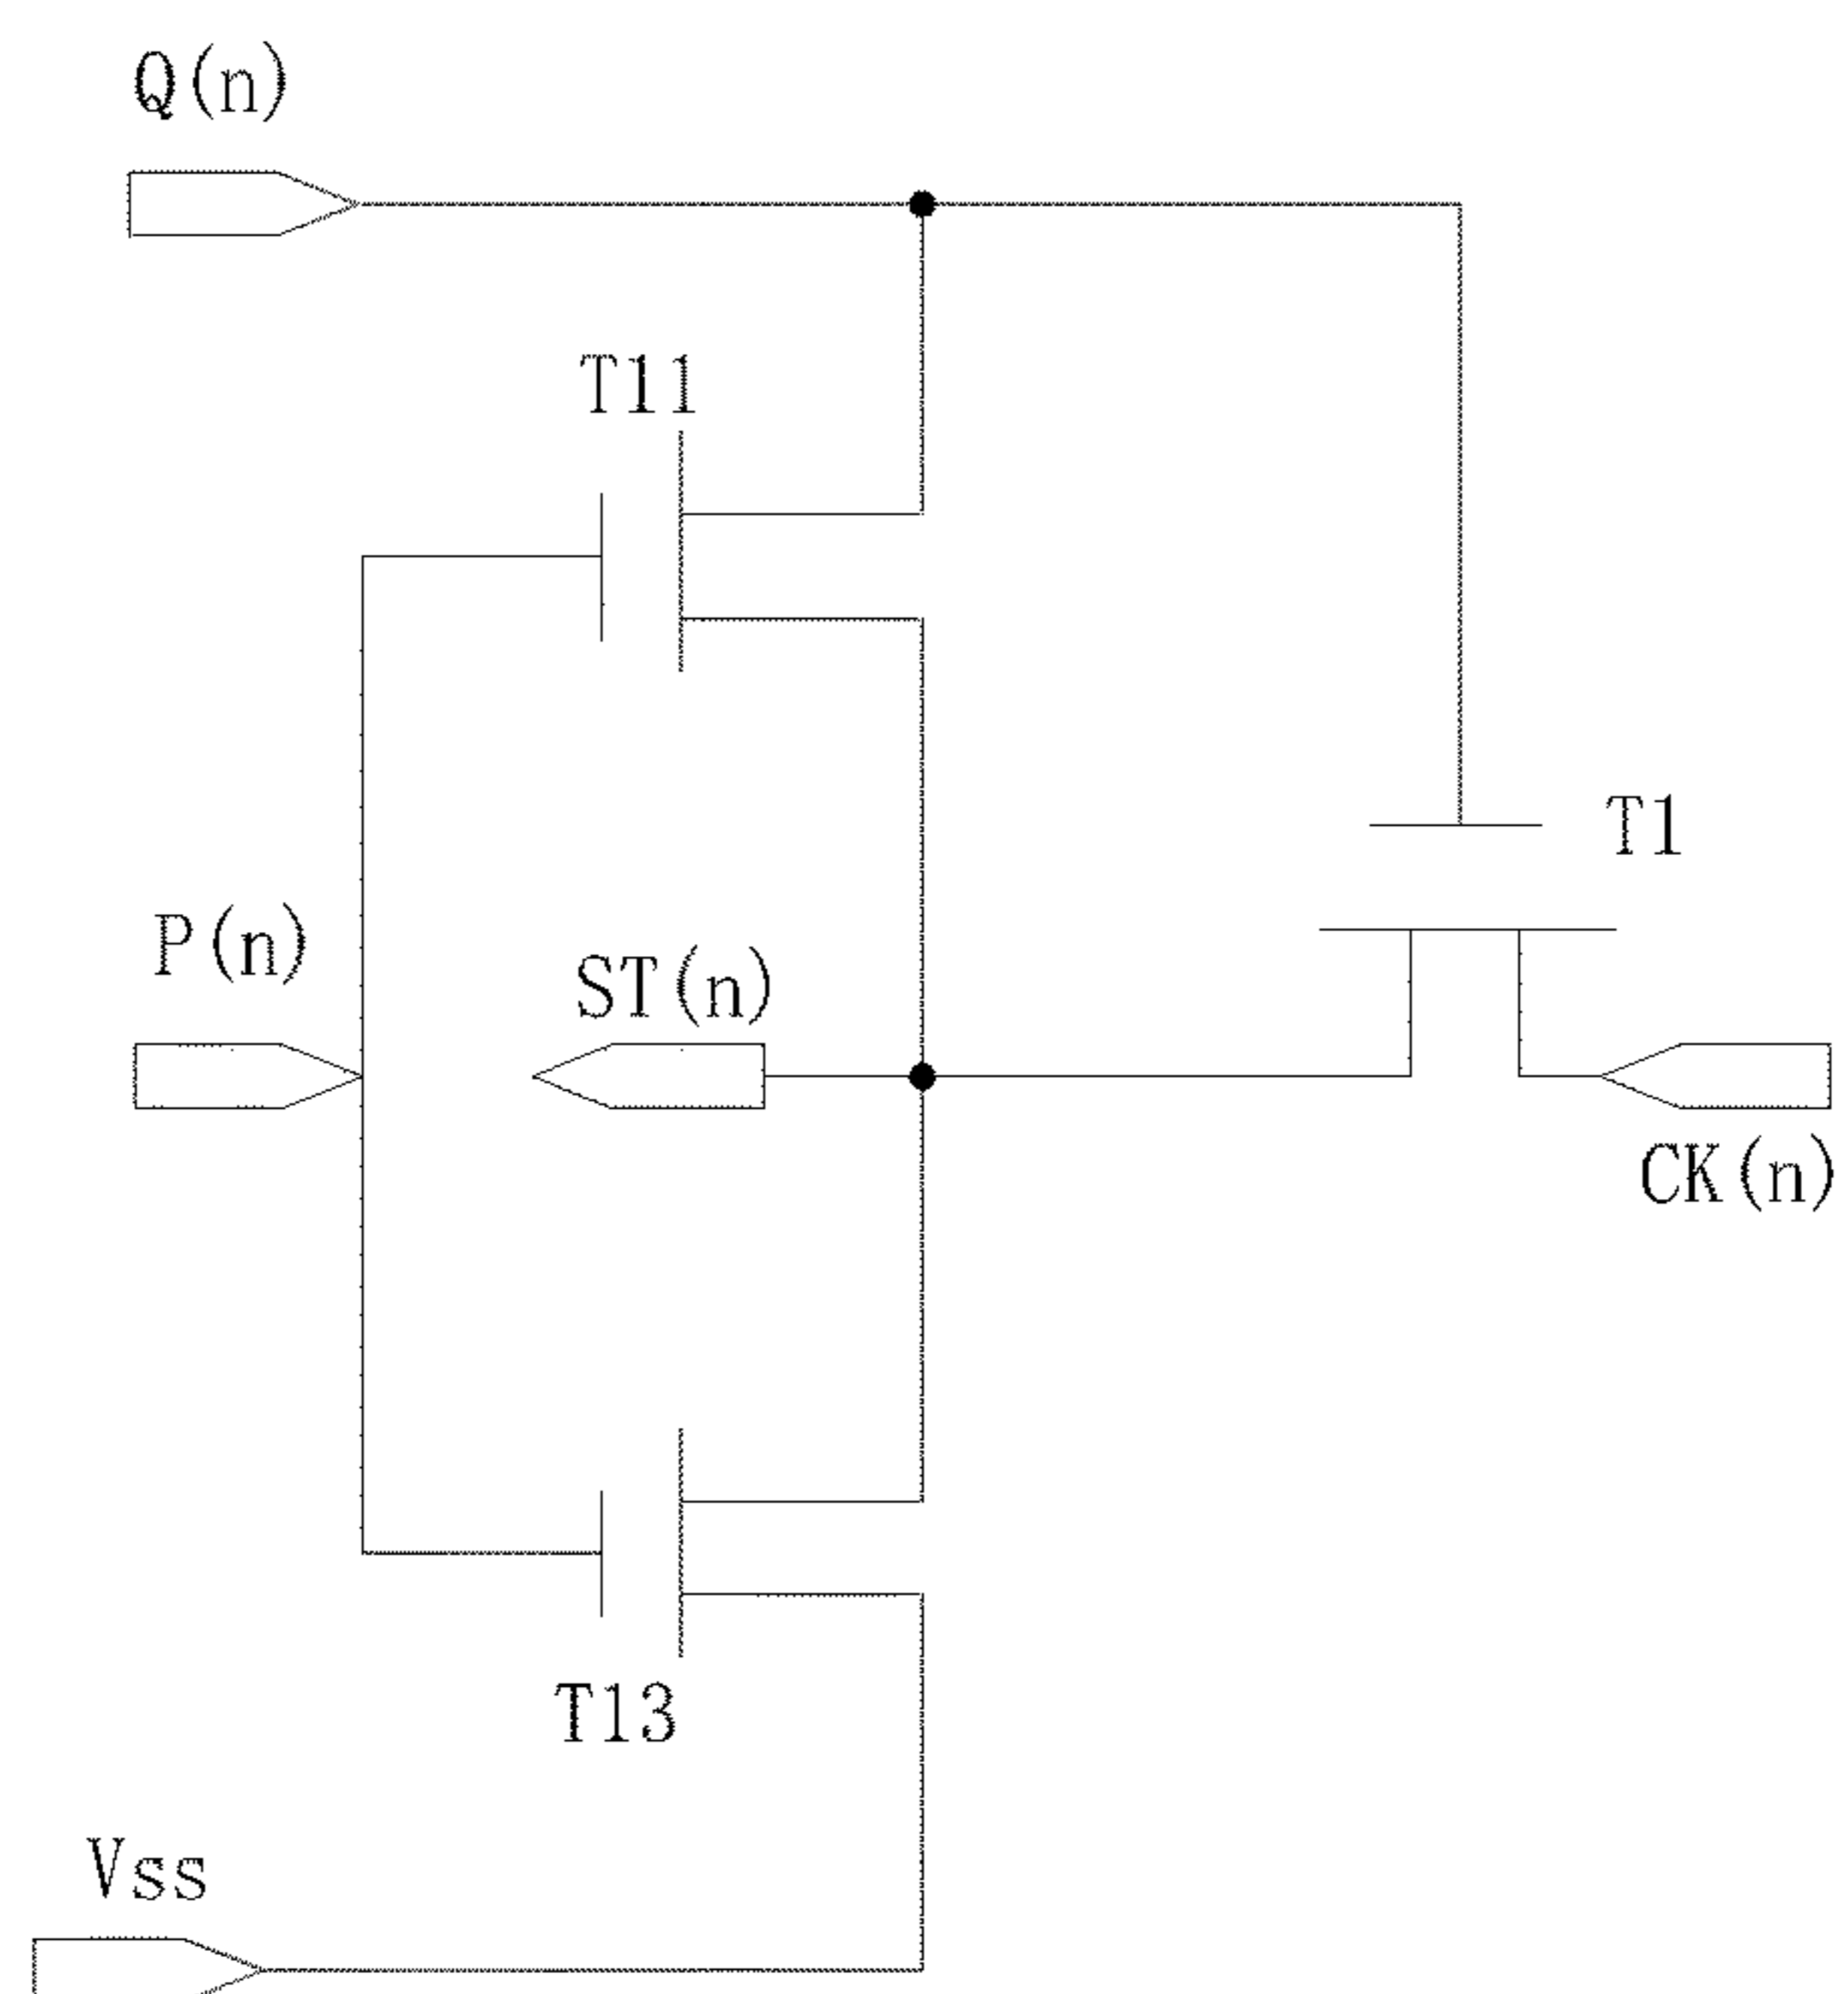 Q(n)
T11
T1
P(n)
ST(n)
CK(n)
T13
Vss